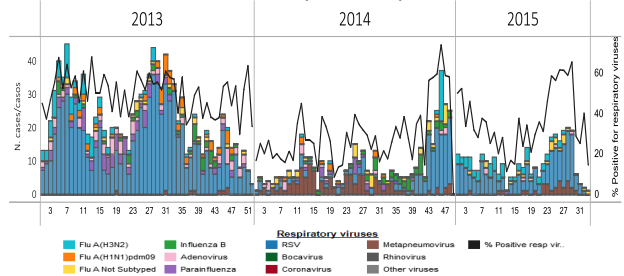 2013 2014 2015
N. cases/casos
40
30
20
10
0
% Positive for respiratory viruses
60
40
20
0
3 7 11 15 19 23 27 31 35 39 43 47 51 3 7 11 15 19 23 27 31 35 39 43 47 3 7 11 15 19 23 27 31
Respiratory viruses
Flu A(H3N2) Influenza B RSV Metapneumovirus % Positive resp vir..
Flu A(H1N1)pdm09 Adenovirus Bocavirus Rhinovirus
Flu A Not Subtyped Parainfluenza Coronavirus Other viruses